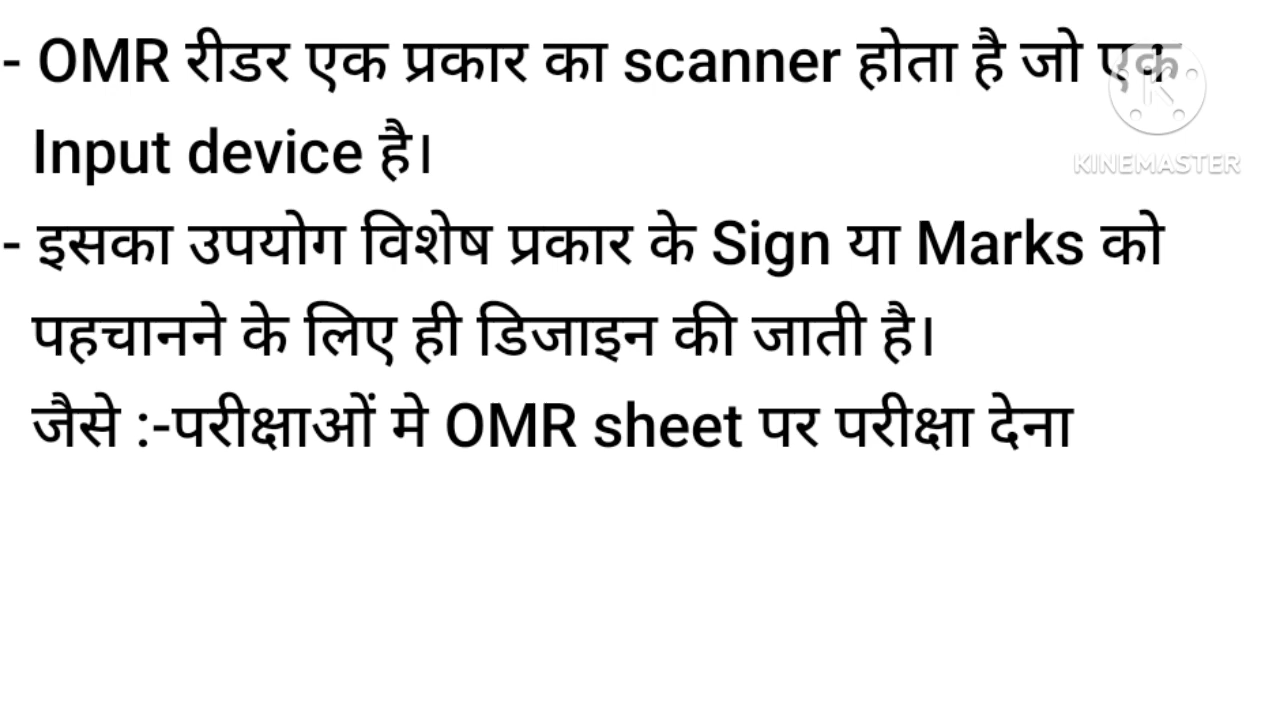 - OMR रीडर एक प्रकार का scanner होता है जो एक
Input device है।
- इसका उपयोग विशेष प्रकार के Sign या Marks को
पहचानने के लिए ही डिजाइन की जाती है।
जैसे :-परीक्षाओं मे OMR sheet पर परीक्षा देना
K
KINEMASTER